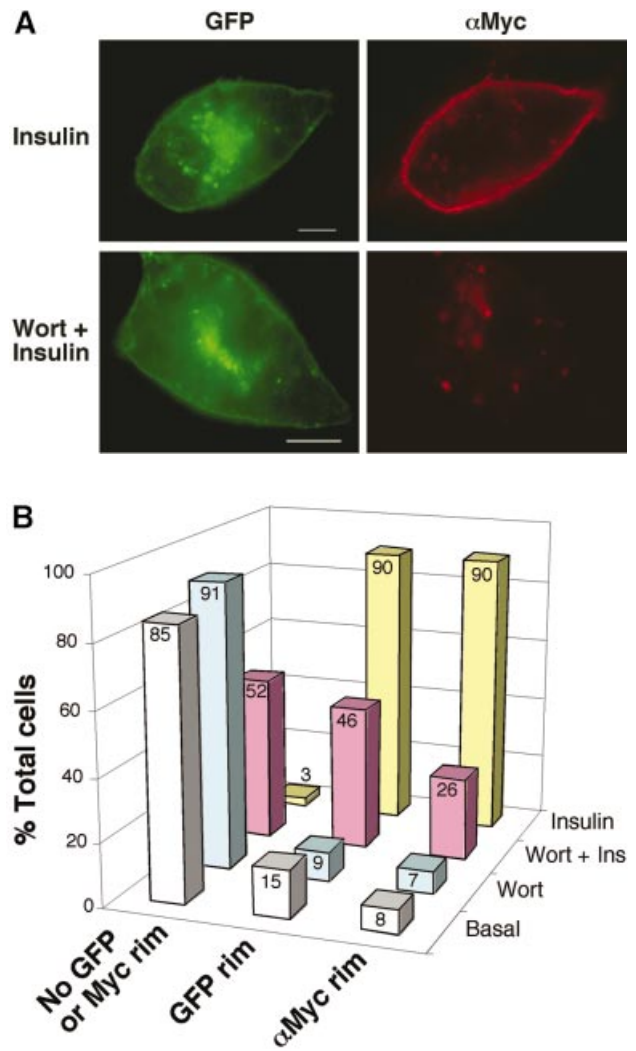 A
GFP
αMyc
Insulin
Wort +
Insulin
B
% Total cells
100
80
60
40
20
0
85
91
52
3
90
90
46
26
15
9
7
8
Insulin
Wort + Ins
Wort
Basal
No GFP
or Myc rim
GFP rim
αMyc rim